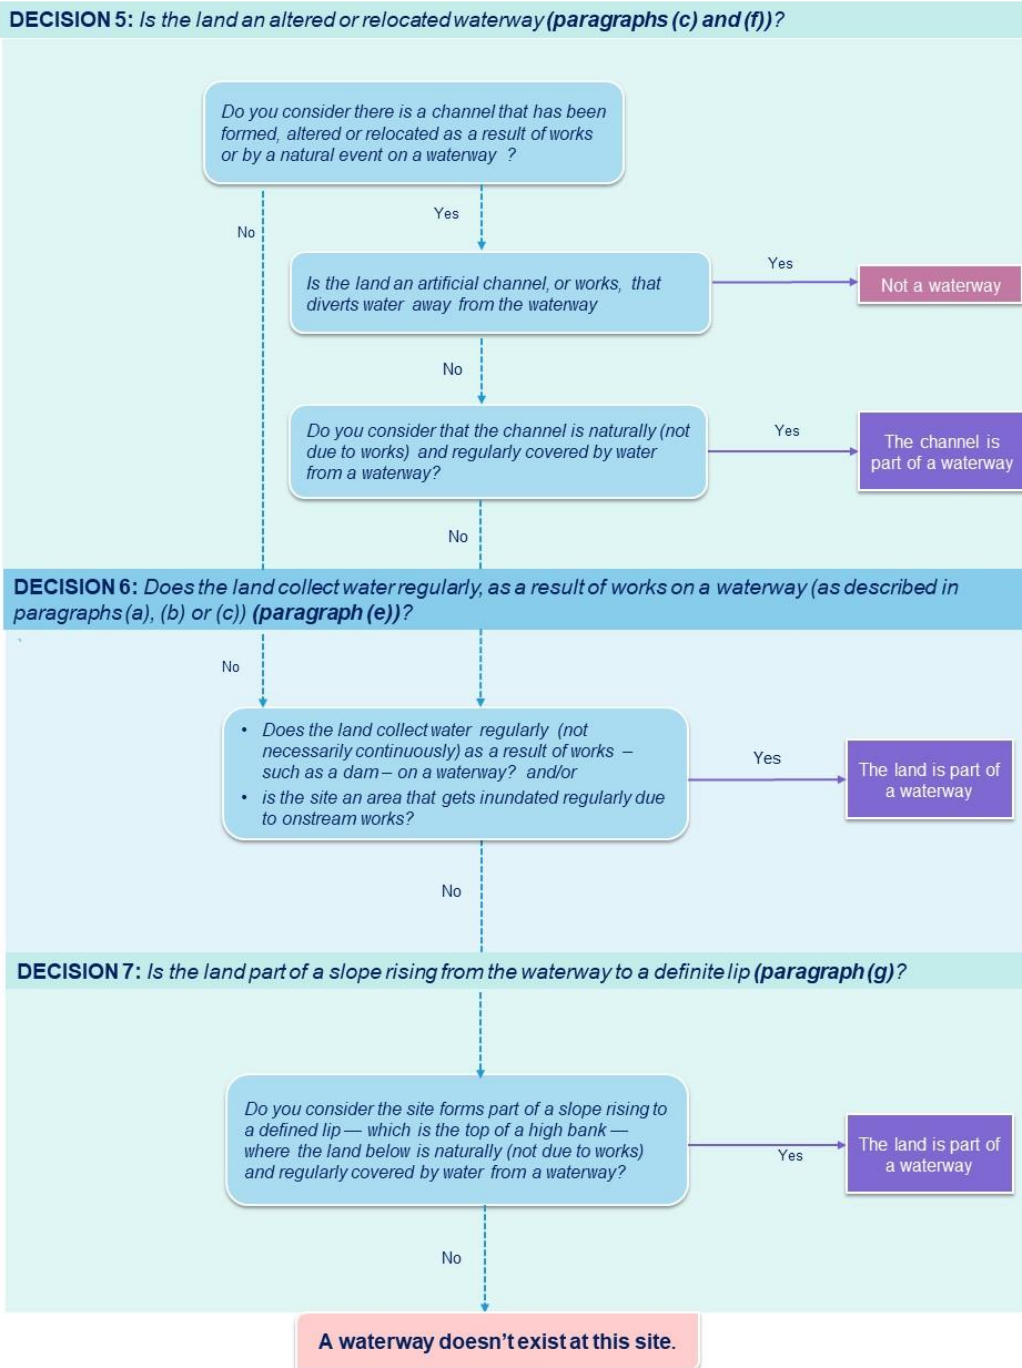 DECISION 5: Is the land an altered or relocated waterway (paragraphs (c) and (f))?
Do you consider there is a channel that has been
formed, altered or relocated as a result of works
or by a natural event on a waterway ?
No
Yes
Is the land an artificial channel, or works, that
diverts water away from the waterway
Yes
Not a waterway
No
Do you consider that the channel is naturally (not
due to works) and regularly covered by water
from a waterway?
Yes
The channel is
part of a waterway
No
DECISION 6: Does the land collect water regularly, as a result of works on a waterway (as described in
paragraphs (a), (b) or (c)) (paragraph (e))?
No
• Does the land collect water regularly (not
necessarily continuously) as a result of works –
such as a dam – on a waterway? and/or
• is the site an area that gets inundated regularly due
to onstream works?
Yes
The land is part of
a waterway
No
DECISION 7: Is the land part of a slope rising from the waterway to a definite lip (paragraph (g)?
Do you consider the site forms part of a slope rising to
a defined lip — which is the top of a high bank —
where the land below is naturally (not due to works)
and regularly covered by water from a waterway?
Yes
The land is part of
a waterway
No
A waterway doesn't exist at this site.